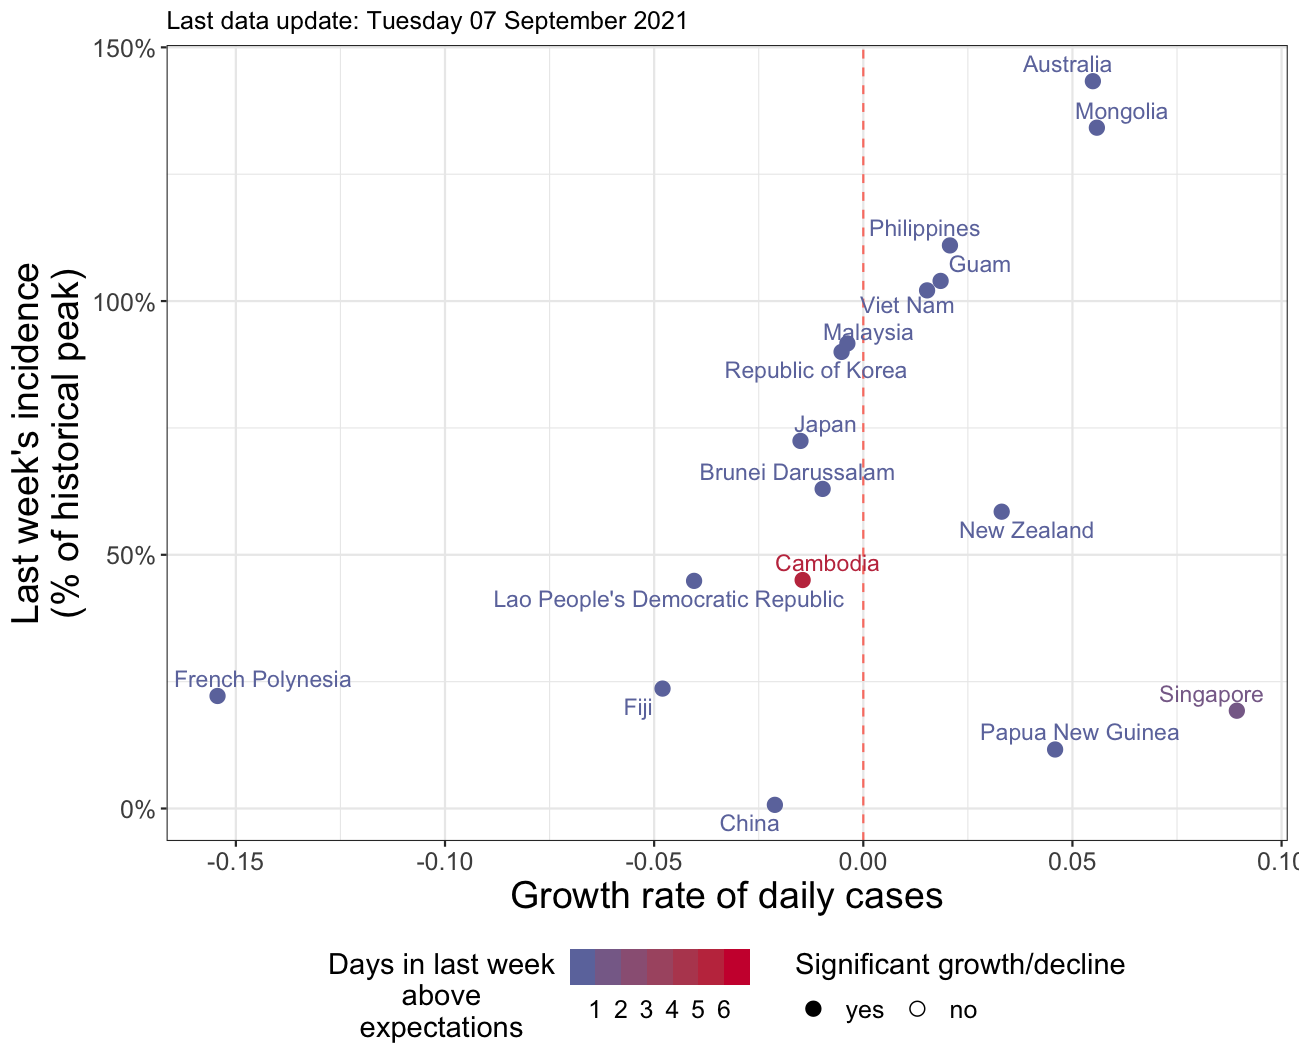 Last data update: Tuesday 07 September 2021
150%
100%
50%
0%
Last week's incidence
(% of historical peak)
Australia
Mongolia
Philippines
Guam
Viet Nam
Malaysia
Republic of Korea
Japan
Brunei Darussalam
New Zealand
Cambodia
Lao People's Democratic Republic
French Polynesia
Fiji
Singapore
Papua New Guinea
China
-0.15 -0.10 -0.05 0.00 0.05 0.10
Growth rate of daily cases
Days in last week
above
expectations
1 2 3 4 5 6
Significant growth/decline
yes no